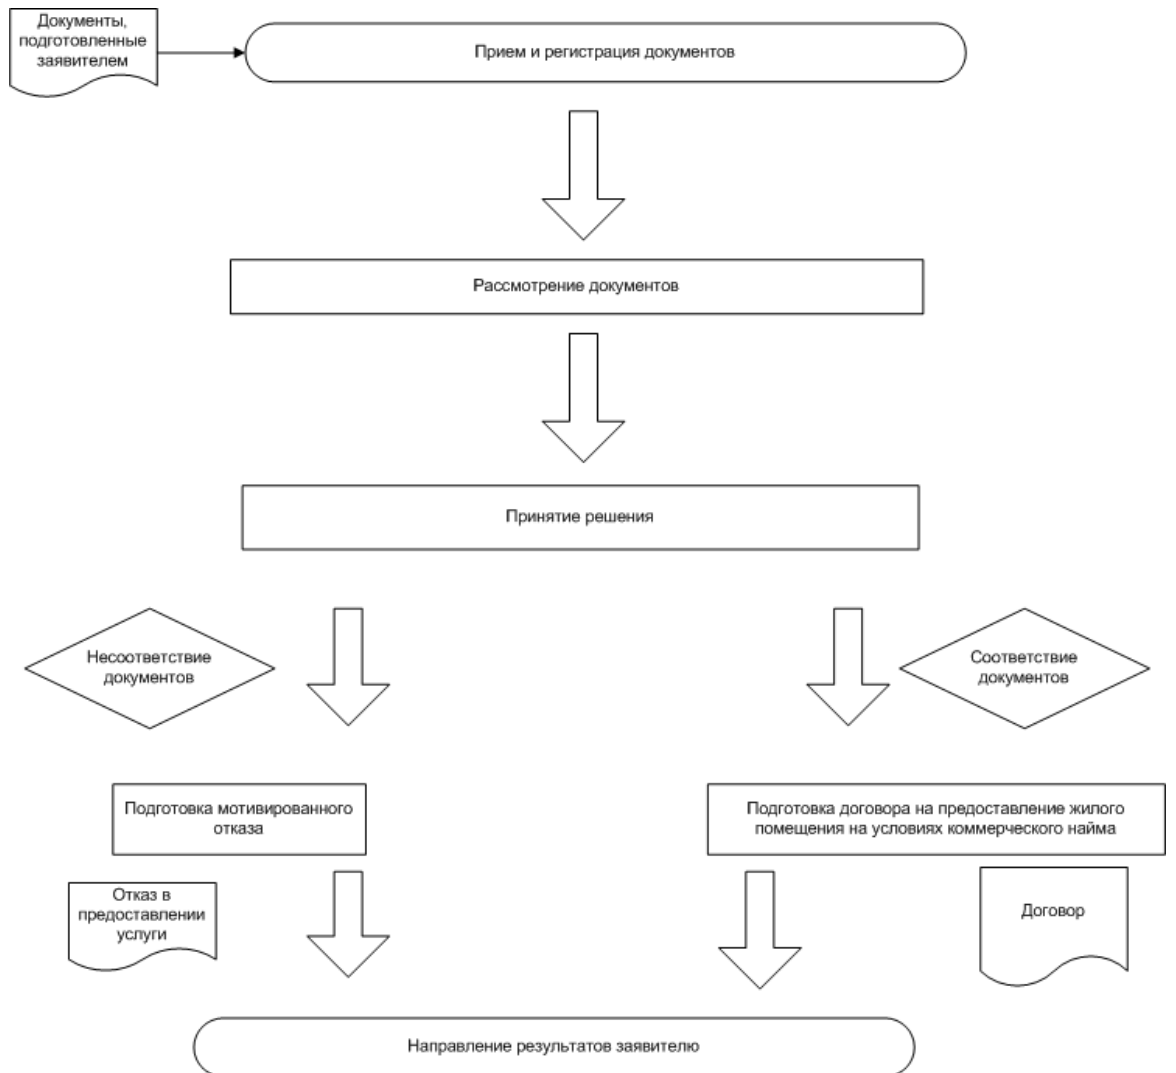 Документы,
подготовленные
заявителем
Прием и регистрация документов
Рассмотрение документов
Принятие решения
Несоответствие
документов
Соответствие
документов
Подготовка мотивированного
отказа
Подготовка договора на предоставление жилого
помещения на условиях коммерческого найма
Отказ в
предоставлении
услуги
Договор
Направление результатов заявителю